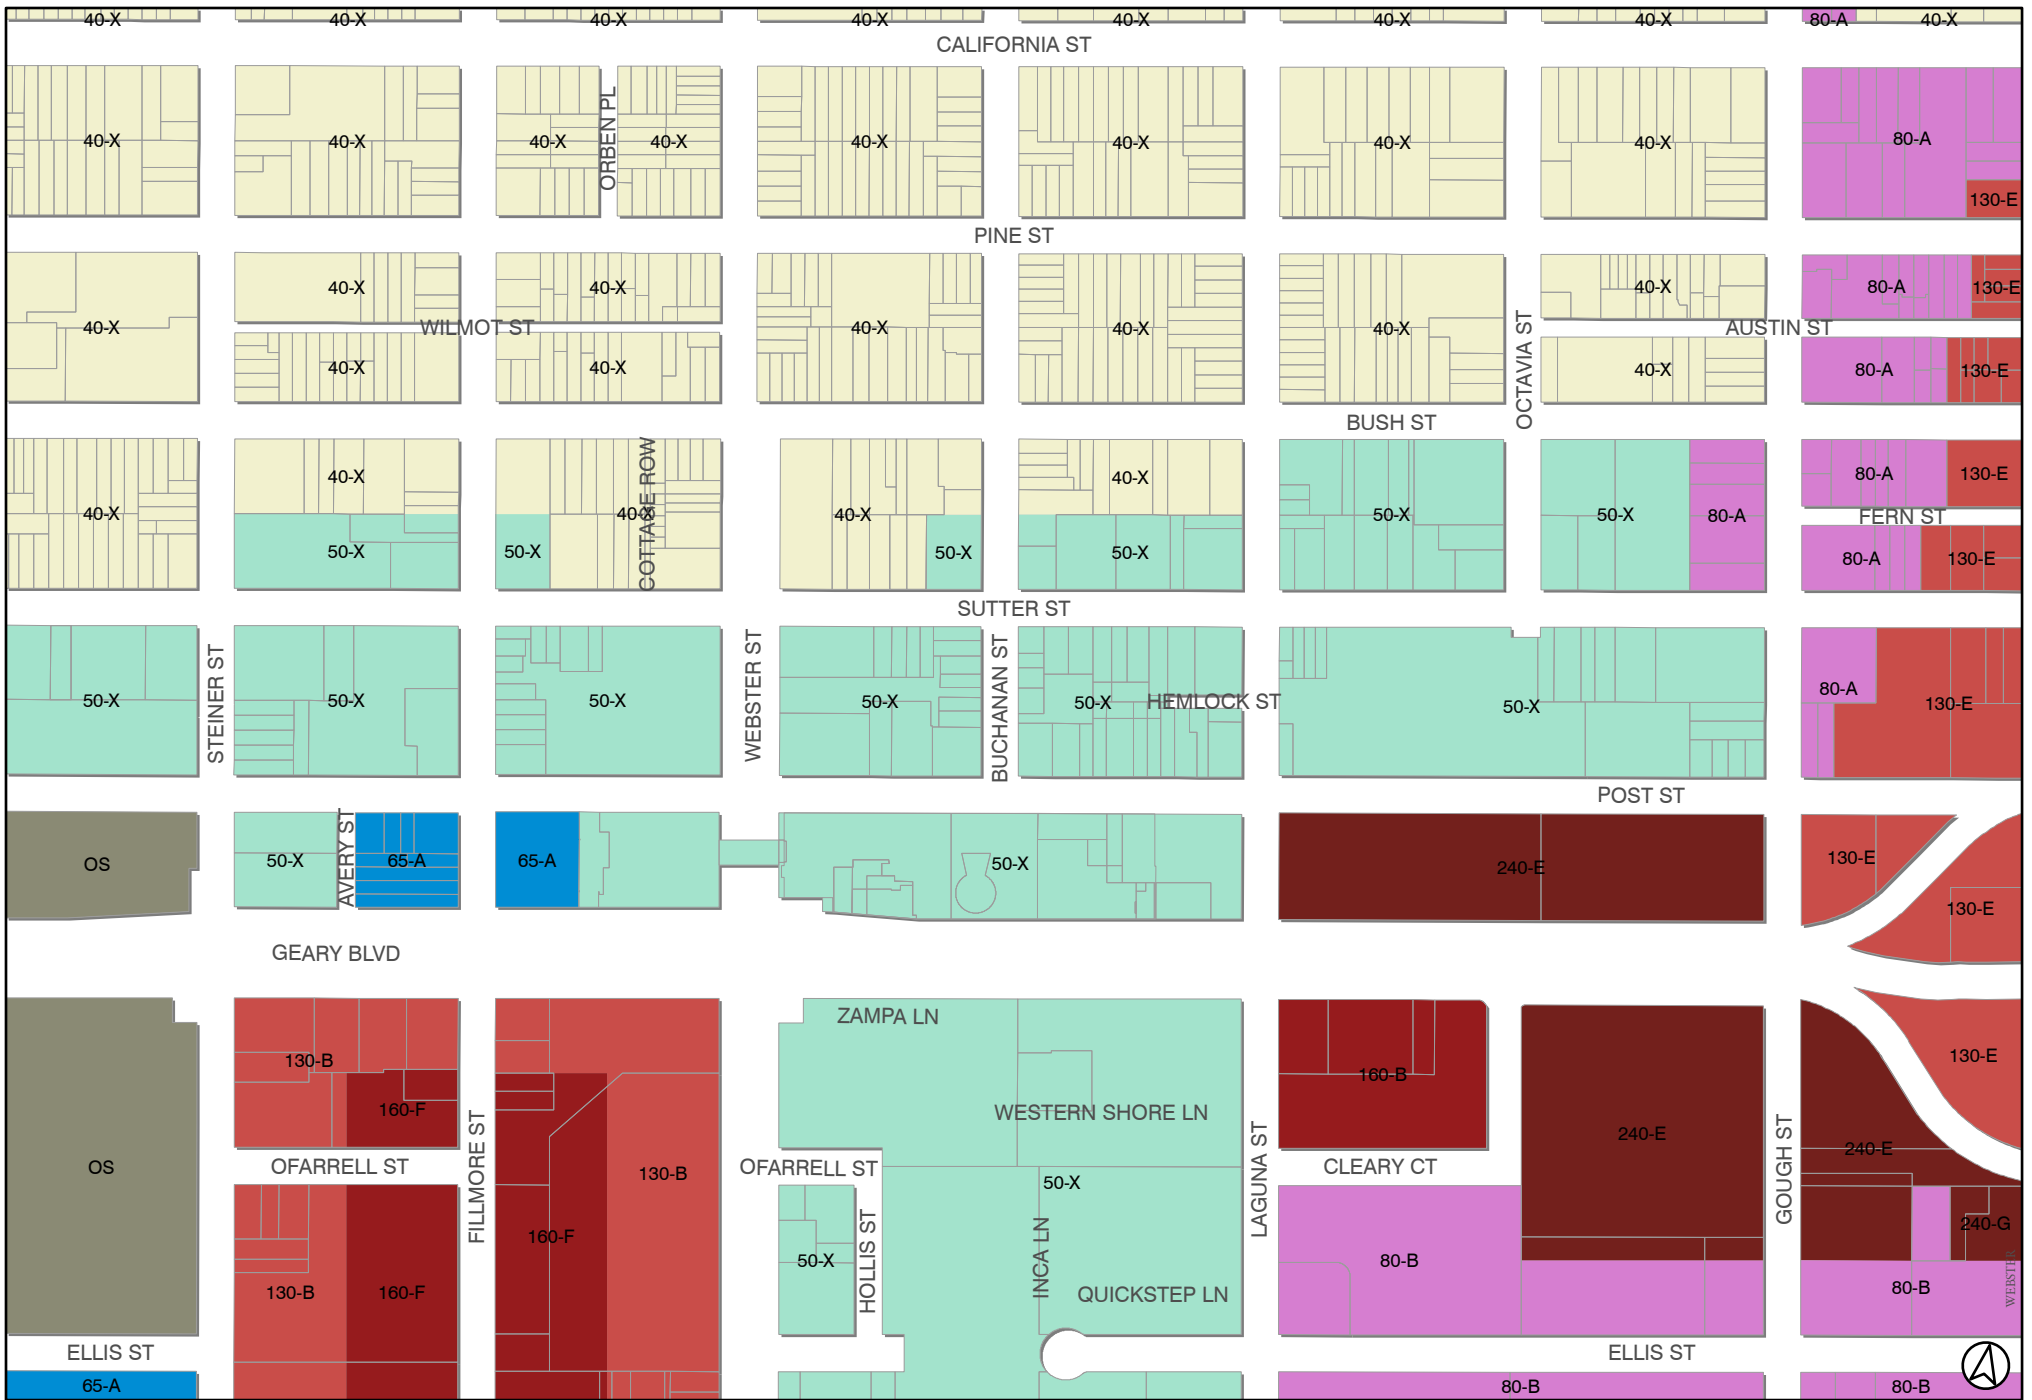 40-X 40-X 40-X 40-X 40-X 40-X 40-X 80-A 40-X
CALIFORNIA ST
40-X 40-X 40-X ORBEN PL 40-X 40-X 40-X 40-X 40-X 80-A
130-E
PINE ST
40-X 40-X 40-X 80-A 130-E
40-X WILMOT ST 40-X 40-X 40-X OCTAVIA ST AUSTIN ST
40-X 40-X 40-X 80-A 130-E
BUSH ST
40-X 40-X 80-A 130-E
40-X 40-X COTTAGE ROW 40-X 50-X 50-X 80-A FERN ST
50-X 50-X 50-X 50-X 80-A 130-E
SUTTER ST
50-X STEINER ST 50-X 50-X WEBSTER ST 50-X BUCHANAN ST 50-X HEMLOCK ST 50-X 80-A 130-E
POST ST
OS 50-X AVERY ST 65-A 65-A 50-X 240-E 130-E
130-E
GEARY BLVD
ZAMPA LN
130-B 160-B 130-E
160-F WESTERN SHORE LN 240-E
240-E
OS OFARRELL ST FILLMORE ST 160-F 130-B OFARRELL ST 50-X LAGUNA ST CLEARY CT GOUGH ST
240-G
50-X HOLLIS ST INCA LN 80-B
130-B 160-F QUICKSTEP LN 80-B WEBSTER
ELLIS ST ELLIS ST
65-A 80-B 80-B